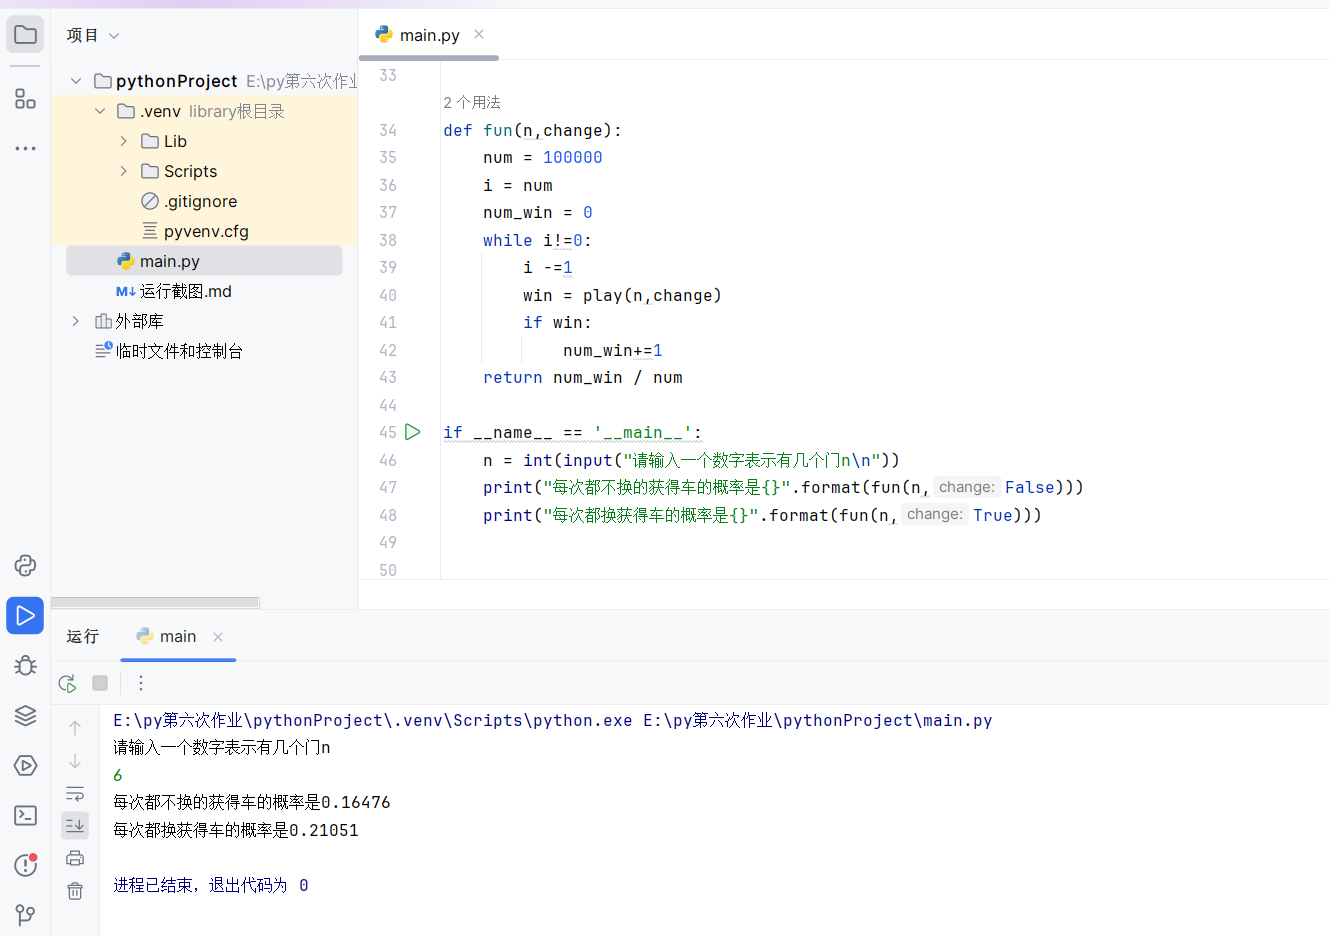 项目
main.py
pythonProject E:\py第六次作业
.venv library根目录
Lib
Scripts
.gitignore
pyvenv.cfg
main.py
M↓ 运行截图.md
外部库
临时文件和控制台
33
2 个用法
34 def fun(n,change):
35 num = 100000
36 i = num
37 num_win = 0
38 while i!=0:
39 i -=1
40 win = play(n,change)
41 if win:
42 num_win+=1
43 return num_win / num
44
45 if __name__ == '__main__':
46 n = int(input("请输入一个数字表示有几个门n\n"))
47 print("每次都不换的获得车的概率是{}".format(fun(n, change: False)))
48 print("每次都换获得车的概率是{}".format(fun(n, change: True)))
49
50
运行
main
E:\py第六次作业\pythonProject\.venv\Scripts\python.exe E:\py第六次作业\pythonProject\main.py
请输入一个数字表示有几个门n
6
每次都不换的获得车的概率是0.16476
每次都换获得车的概率是0.21051
进程已结束，退出代码为 0